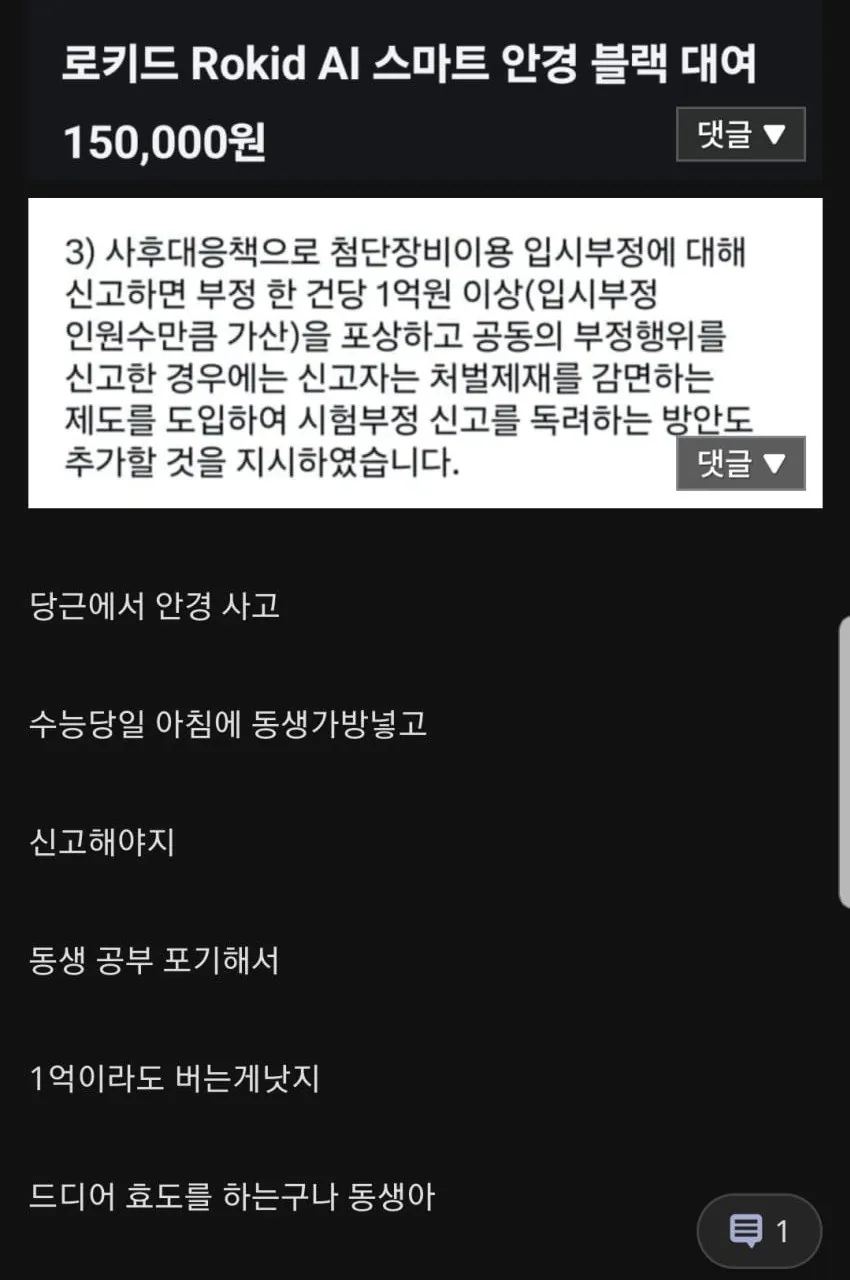 로키드 Rokid AI 스마트 안경 블랙 대여
150,000원
댓글 ▼
3) 사후대응책으로 첨단장비이용 입시부정에 대해
신고하면 부정 한 건당 1억원 이상(입시부정
인원수만큼 가산)을 포상하고 공동의 부정행위를
신고한 경우에는 신고자는 처벌제재를 감면하는
제도를 도입하여 시험부정 신고를 독려하는 방안도
추가할 것을 지시하였습니다.
댓글 ▼
당근에서 안경 사고
수능당일 아침에 동생가방넣고
신고해야지
동생 공부 포기해서
1억이라도 버는게낫지
드디어 효도를 하는구나 동생아
1